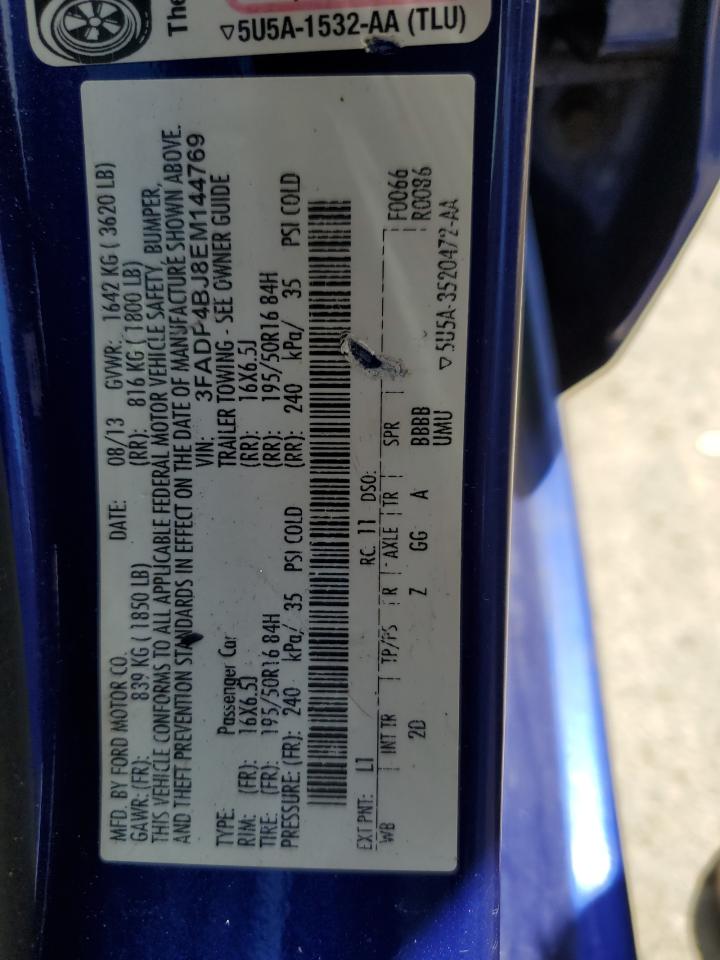 The
▽5U5A-1532-AA (TLU)
MFD. BY FORD MOTOR CO. DATE: 08/13 GVWR: 1642 KG ( 3620 LB)
GAWR: (FR): 839 KG ( 1850 LB) (RR): 816 KG ( 1800 LB)
THIS VEHICLE CONFORMS TO ALL APPLICABLE FEDERAL MOTOR VEHICLE SAFETY, BUMPER,
AND THEFT PREVENTION STANDARDS IN EFFECT ON THE DATE OF MANUFACTURE SHOWN ABOVE.
VIN: 3FADP4BJ8EM144769
TYPE: Passenger Car TRAILER TOWING - SEE OWNER GUIDE
RIM: (FR): 16X6.5J (RR): 16X6.5J
TIRE: (FR): 195/50R16 84H (RR): 195/50R16 84H
PRESSURE: (FR): 240 kPa/ 35 PSI COLD (RR): 240 kPa/ 35 PSI COLD
EXT PNT: L1 RC: 11 DSO: F0066
WB INT TR TP/PS R AXLE TR SPR R0086
2D Z GG A BBBB
UMU
▽5U5A-3520472-AA